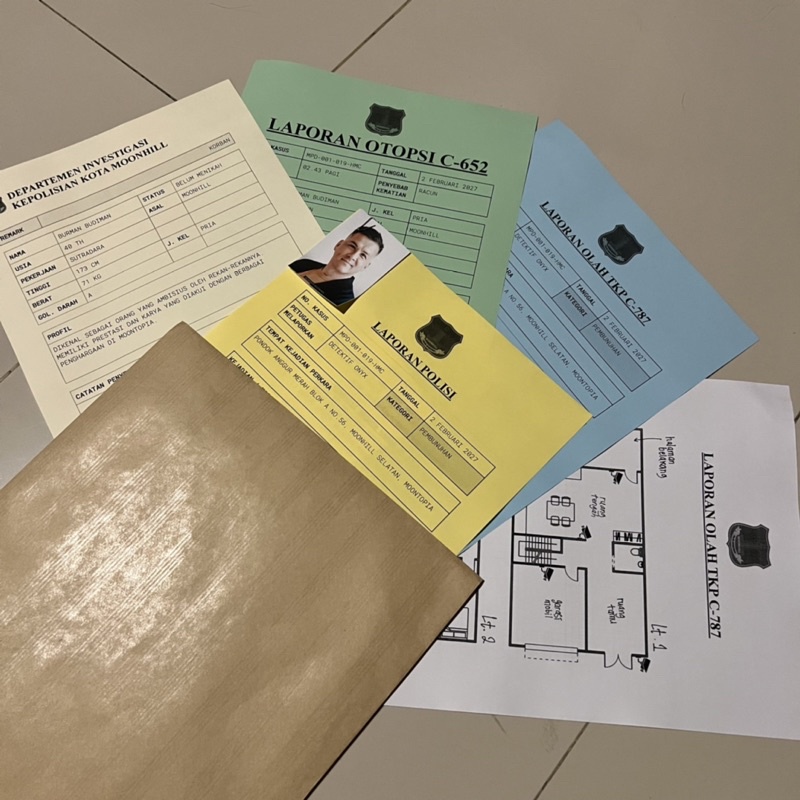 DEPARTEMEN INVESTIGASI
KEPOLISIAN KOTA MOONHILL
REMARK KORBAN
NAMA BURMAN BUDIMAN STATUS BELUM MENIKAH
USIA 40 TH ASAL MOONHILL
PEKERJAAN SUTRADARA
TINGGI 173 CM J. KEL PRIA
BERAT 71 KG
GOL. DARAH A
PROFIL
DIKENAL SEBAGAI ORANG YANG AMBISIUS OLEH REKAN-REKANNYA.
MEMILIKI PRESTASI DAN KARYA YANG DIAKUI DENGAN BERBAGAI
PENGHARGAAN DI MOONTOPIA.
CATATAN
LAPORAN OTOPSI C-652
KASUS MPD-001-019-HMC TANGGAL 2 FEBRUARI 2027
02.43 PAGI PENYEBAB KEMATIAN RACUN
BUDIMAN J. KEL PRIA
MOONHILL
LAPORAN OLAH TKP C-787
MPD-001-019-HMC TANGGAL 2 FEBRUARI 2027
DETEKTIF ONYX KATEGORI PEMBUNUHAN
BLOK A NO.56, MOONHILL SELATAN, MOONTOPIA
LAPORAN POLISI
NO. KASUS MPD-001-019-HMC TANGGAL 2 FEBRUARI 2027
PETUGAS MELAPORKAN DETEKTIF ONYX KATEGORI PEMBUNUHAN
TEMPAT KEJADIAN PERKARA
PONDOK ANGGUR MERAH BLOK A NO.56, MOONHILL SELATAN, MOONTOPIA
LAPORAN OLAH TKP C-787
Lt. 1
halaman
belakang
ruang
tengah
ruang
tamu
garasi
mobil
Lt. 2